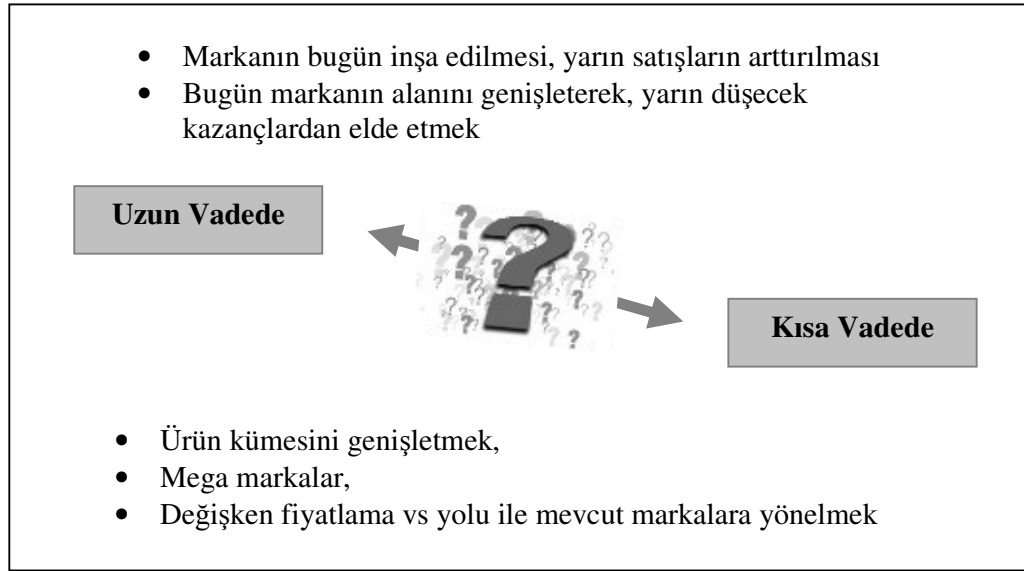 • Markanın bugün inşa edilmesi, yarın satışların arttırılması
• Bugün markanın alanını genişleterek, yarın düşecek
kazançlardan elde etmek
Uzun Vadede
?
Kısa Vadede
• Ürün kümesini genişletmek,
• Mega markalar,
• Değişken fiyatlama vs yolu ile mevcut markalara yönelmek